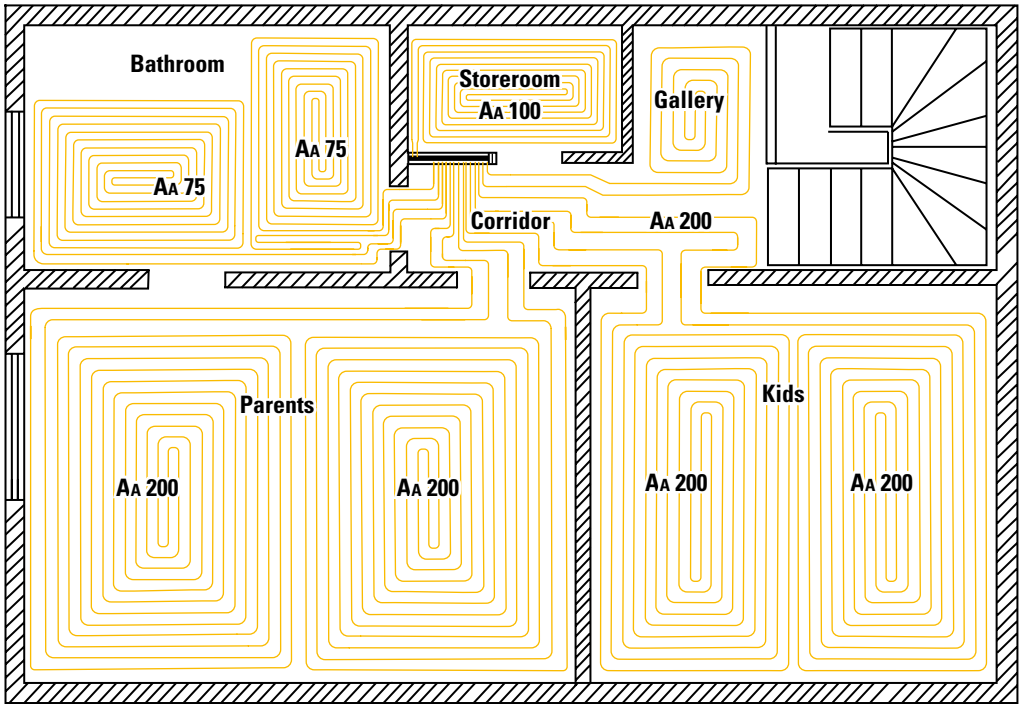 Bathroom
Storeroom
AA 100
Gallery
AA 75
AA 75
Corridor
AA 200
Parents
Kids
AA 200
AA 200
AA 200
AA 200